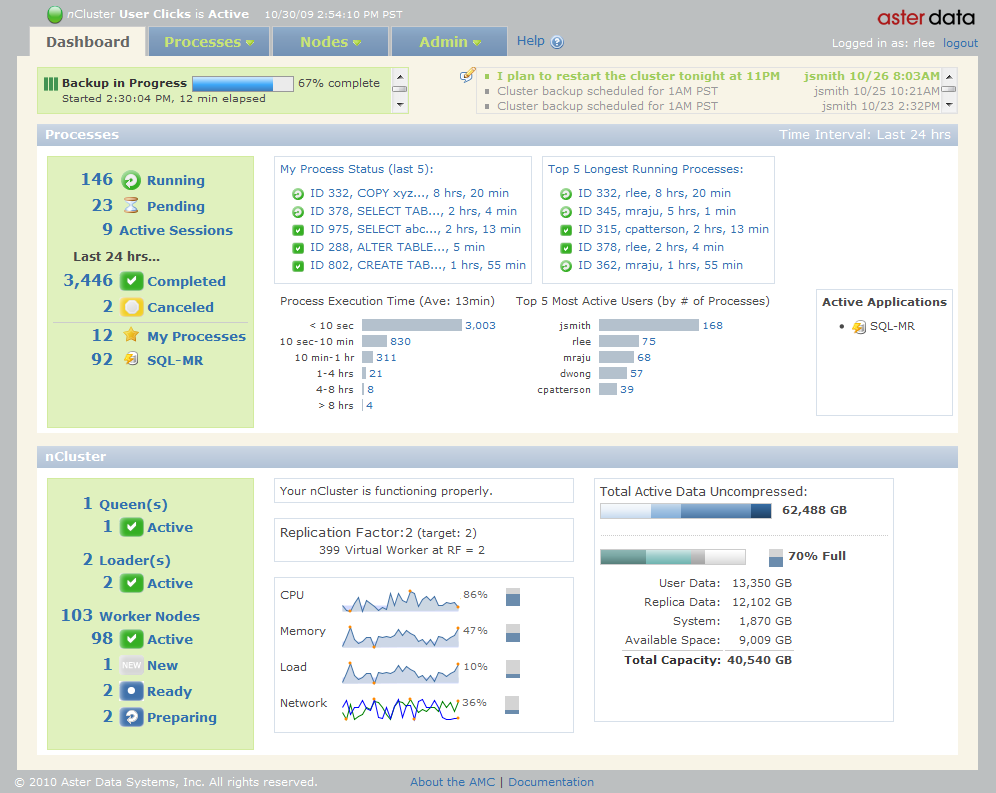 nCluster User Clicks is Active 10/30/09 2:54:10 PM PST
aster data
Logged in as: rlee logout
Dashboard Processes Nodes Admin Help ?
Backup in Progress 67% complete
Started 2:30:04 PM, 12 min elapsed
I plan to restart the cluster tonight at 11PM jsmith 10/26 8:03AM
Cluster backup scheduled for 1AM PST jsmith 10/25 10:21AM
Cluster backup scheduled for 1AM PST jsmith 10/23 2:32PM
Processes Time Interval: Last 24 hrs
146 Running
23 Pending
9 Active Sessions
Last 24 hrs...
3,446 Completed
2 Canceled
12 My Processes
92 SQL-MR
My Process Status (last 5):
ID 332, COPY xyz..., 8 hrs, 20 min
ID 378, SELECT TAB..., 2 hrs, 4 min
ID 975, SELECT abc..., 2 hrs, 13 min
ID 288, ALTER TABLE..., 5 min
ID 802, CREATE TAB..., 1 hrs, 55 min
Top 5 Longest Running Processes:
ID 332, rlee, 8 hrs, 20 min
ID 345, mraju, 5 hrs, 1 min
ID 315, cpatterson, 2 hrs, 13 min
ID 378, rlee, 2 hrs, 4 min
ID 362, mraju, 1 hrs, 55 min
Process Execution Time (Ave: 13min)
< 10 sec 3,003
10 sec-10 min 830
10 min-1 hr 311
1-4 hrs 21
4-8 hrs 8
> 8 hrs 4
Top 5 Most Active Users (by # of Processes)
jsmith 168
rlee 75
mraju 68
dwong 57
cpatterson 39
Active Applications
• SQL-MR
nCluster
1 Queen(s)
1 Active
2 Loader(s)
2 Active
103 Worker Nodes
98 Active
1 NEW New
2 Ready
2 Preparing
Your nCluster is functioning properly.
Replication Factor:2 (target: 2)
399 Virtual Worker at RF = 2
CPU 86%
Memory 47%
Load 10%
Network 36%
Total Active Data Uncompressed:
62,488 GB
70% Full
User Data: 13,350 GB
Replica Data: 12,102 GB
System: 1,870 GB
Available Space: 9,009 GB
Total Capacity: 40,540 GB
© 2010 Aster Data Systems, Inc. All rights reserved. About the AMC | Documentation